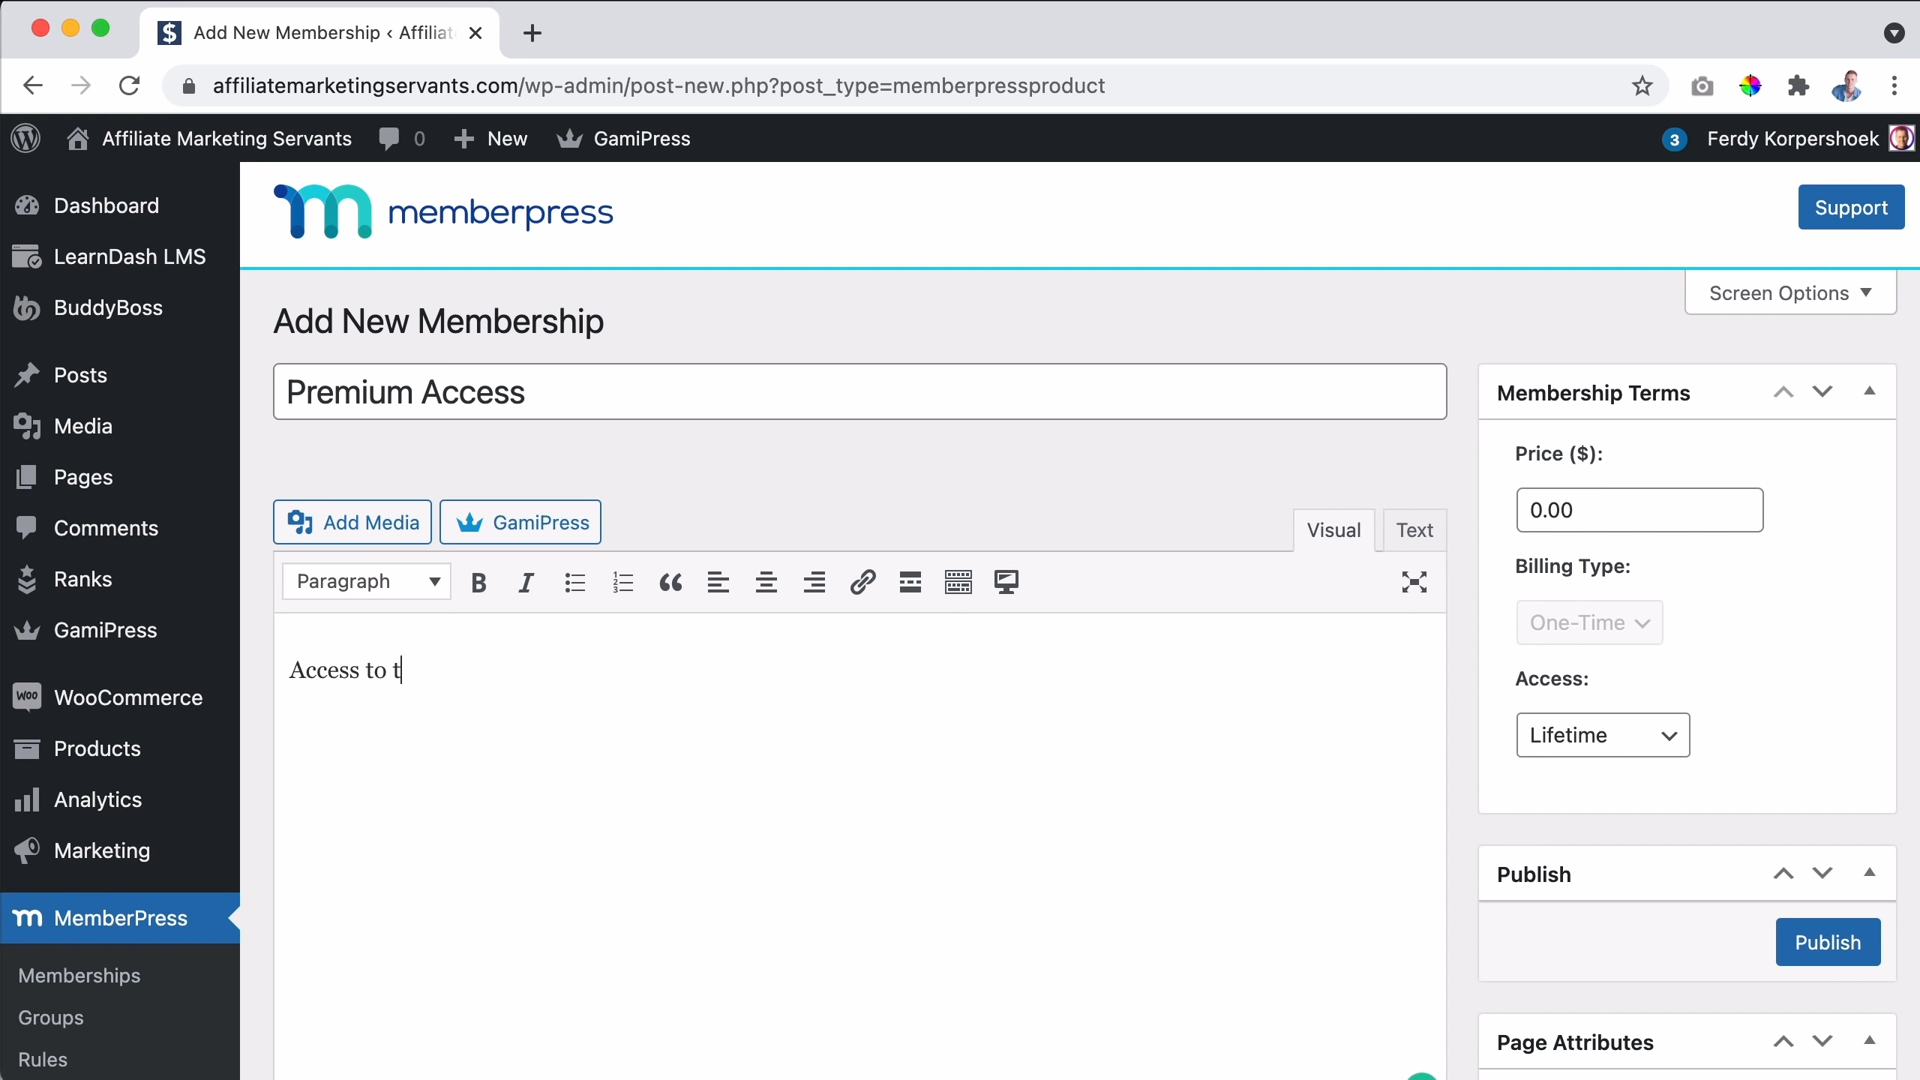 Add New Membership ‹ Affiliat
affiliatemarketingservants.com/wp-admin/post-new.php?post_type=memberpressproduct
Affiliate Marketing Servants 0 New GamiPress 3 Ferdy Korpershoek
Dashboard
LearnDash LMS
BuddyBoss
Posts
Media
Pages
Comments
Ranks
GamiPress
WooCommerce
Products
Analytics
Marketing
MemberPress
Memberships
Groups
Rules
memberpress
Support
Screen Options
Add New Membership
Premium Access
Add Media GamiPress
Visual Text
Paragraph
Access to t
Membership Terms
Price ($):
0.00
Billing Type:
One-Time
Access:
Lifetime
Publish
Publish
Page Attributes